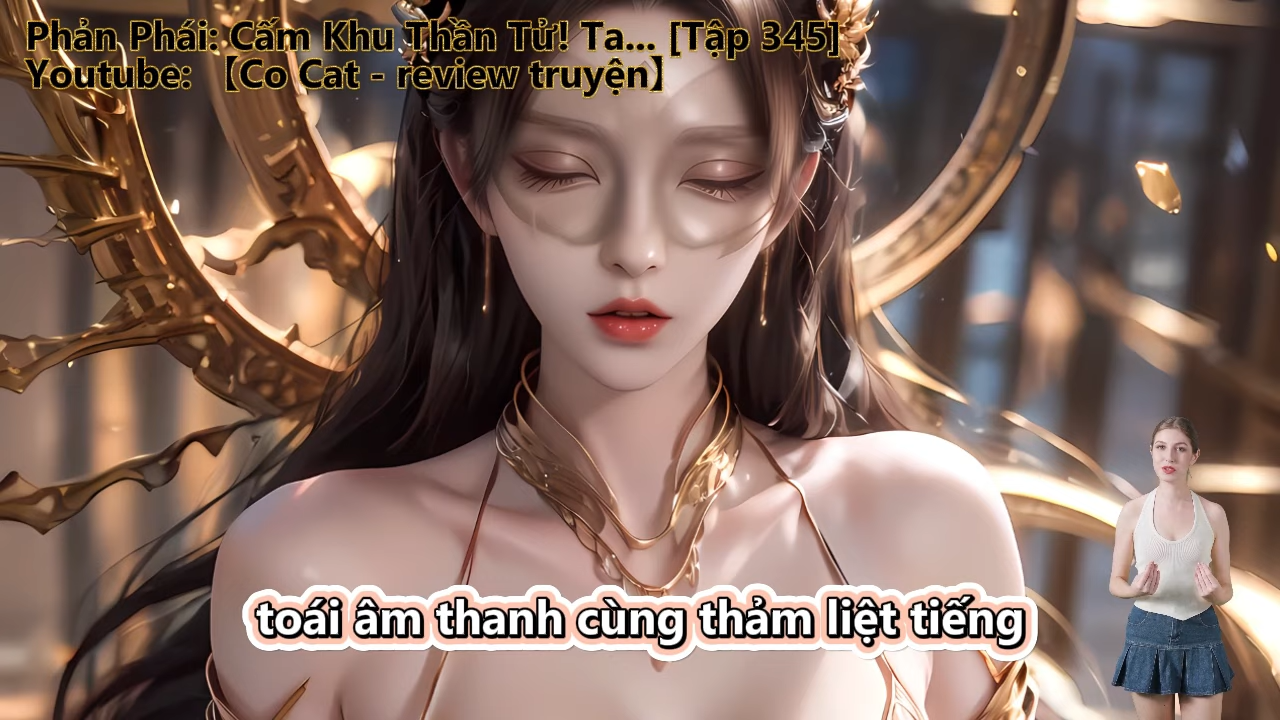 Phản Phái: Cấm Khu Thần Tử! Ta... [Tập 345]
Youtube: 【Co Cat - review truyện】
toái âm thanh cùng thảm liệt tiếng